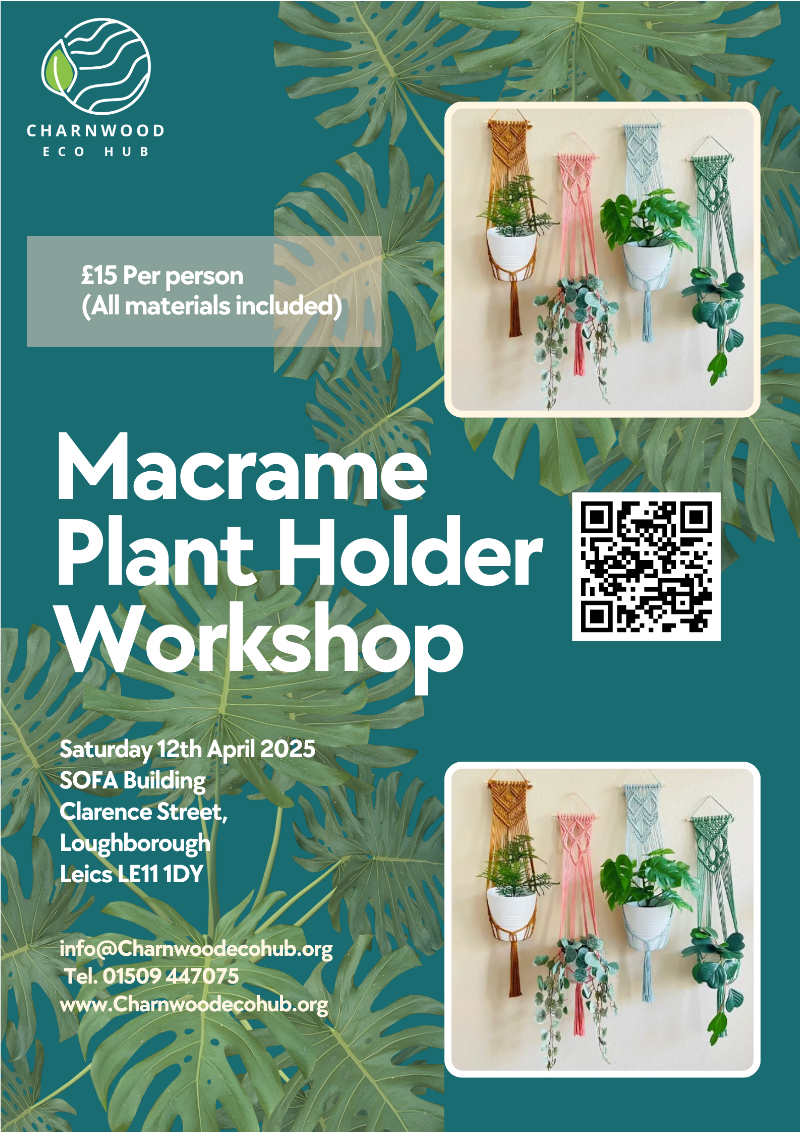 CHARNWOOD
ECO HUB
£15 Per person
(All materials included)
Macrame
Plant Holder
Workshop
Saturday 12th April 2025
SOFA Building
Clarence Street,
Loughborough
Leics LE11 1DY
info@Charnwoodecohub.org
Tel. 01509 447075
www.Charnwoodecohub.org